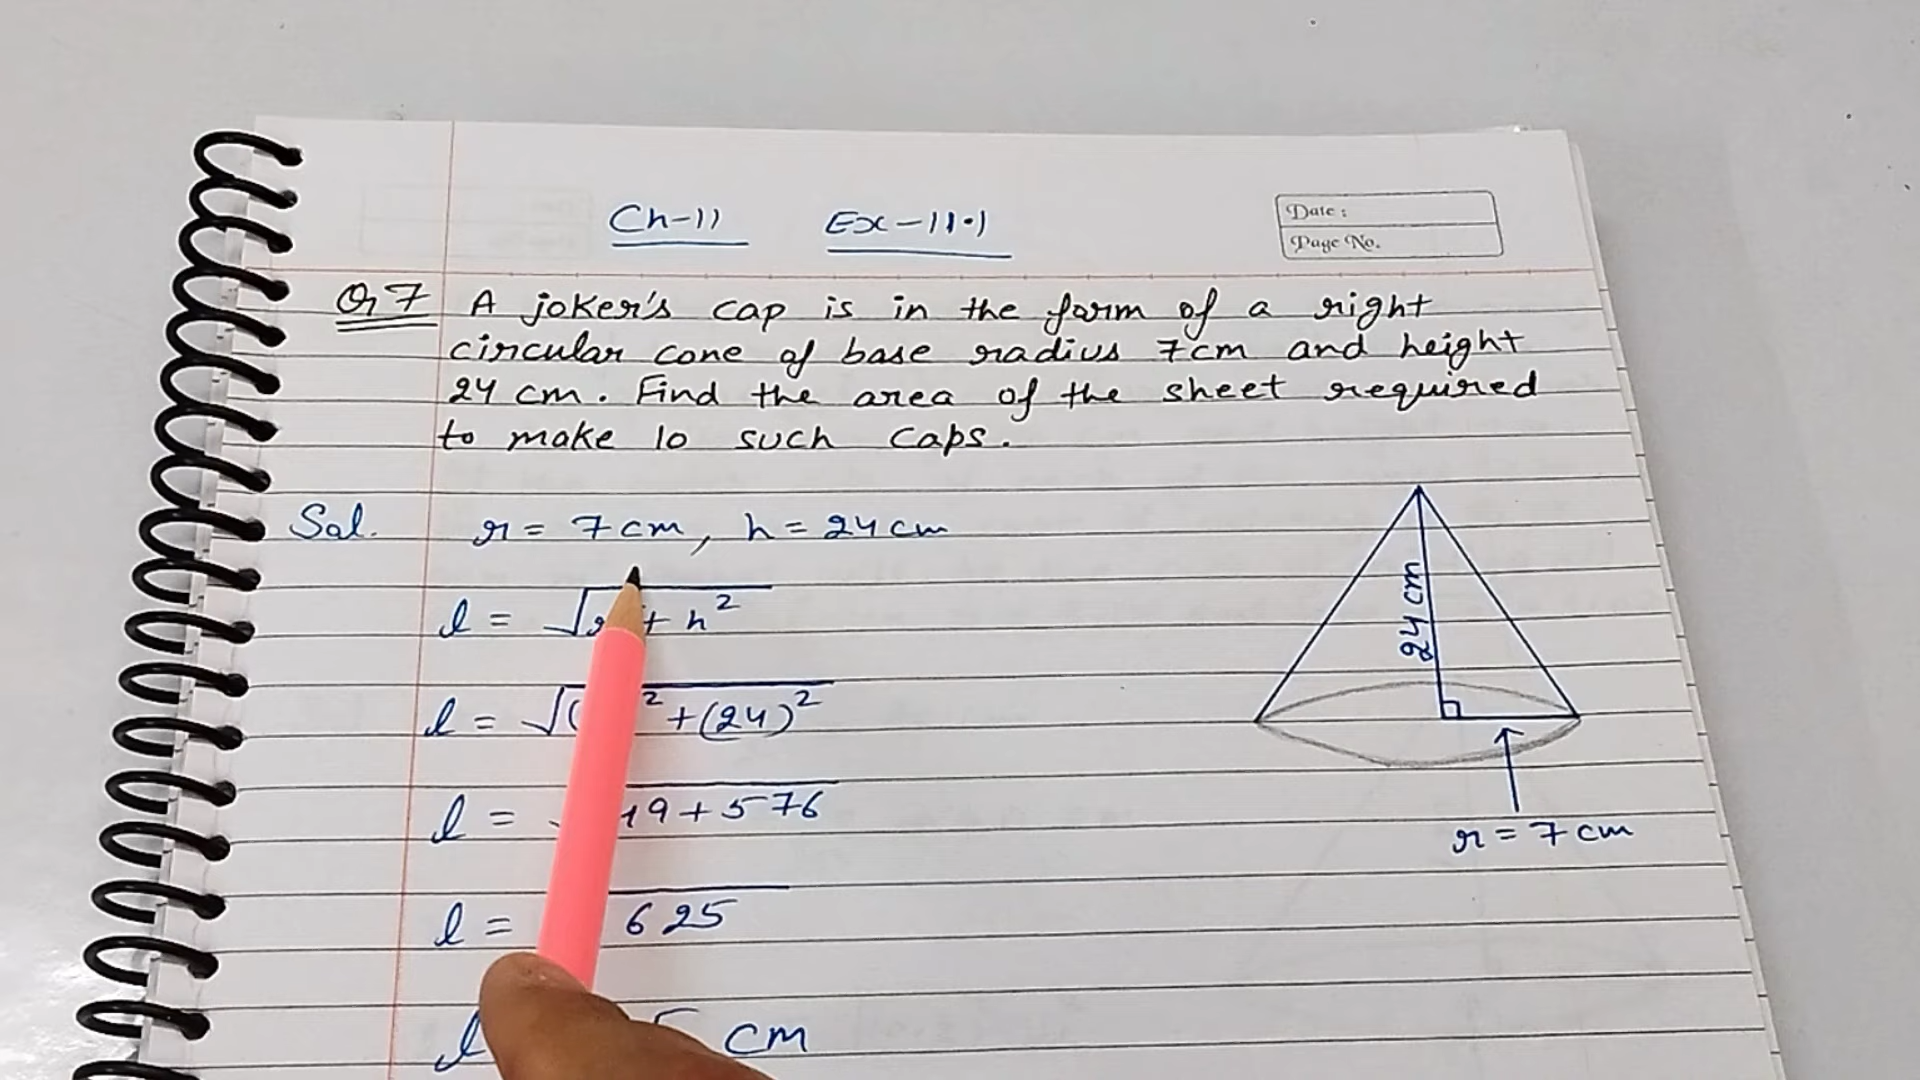 Ch-11 Ex-11.1
Date :
Page No.
Q7 A joker's cap is in the form of a right
circular cone of base radius 7cm and height
24 cm. Find the area of the sheet required
to make 10 such caps.
Sol. r = 7 cm, h = 24 cm
l = √ + h²
l = √( ² + (24)²
l = 9 + 576
l = 625
l cm
24 cm
r = 7 cm